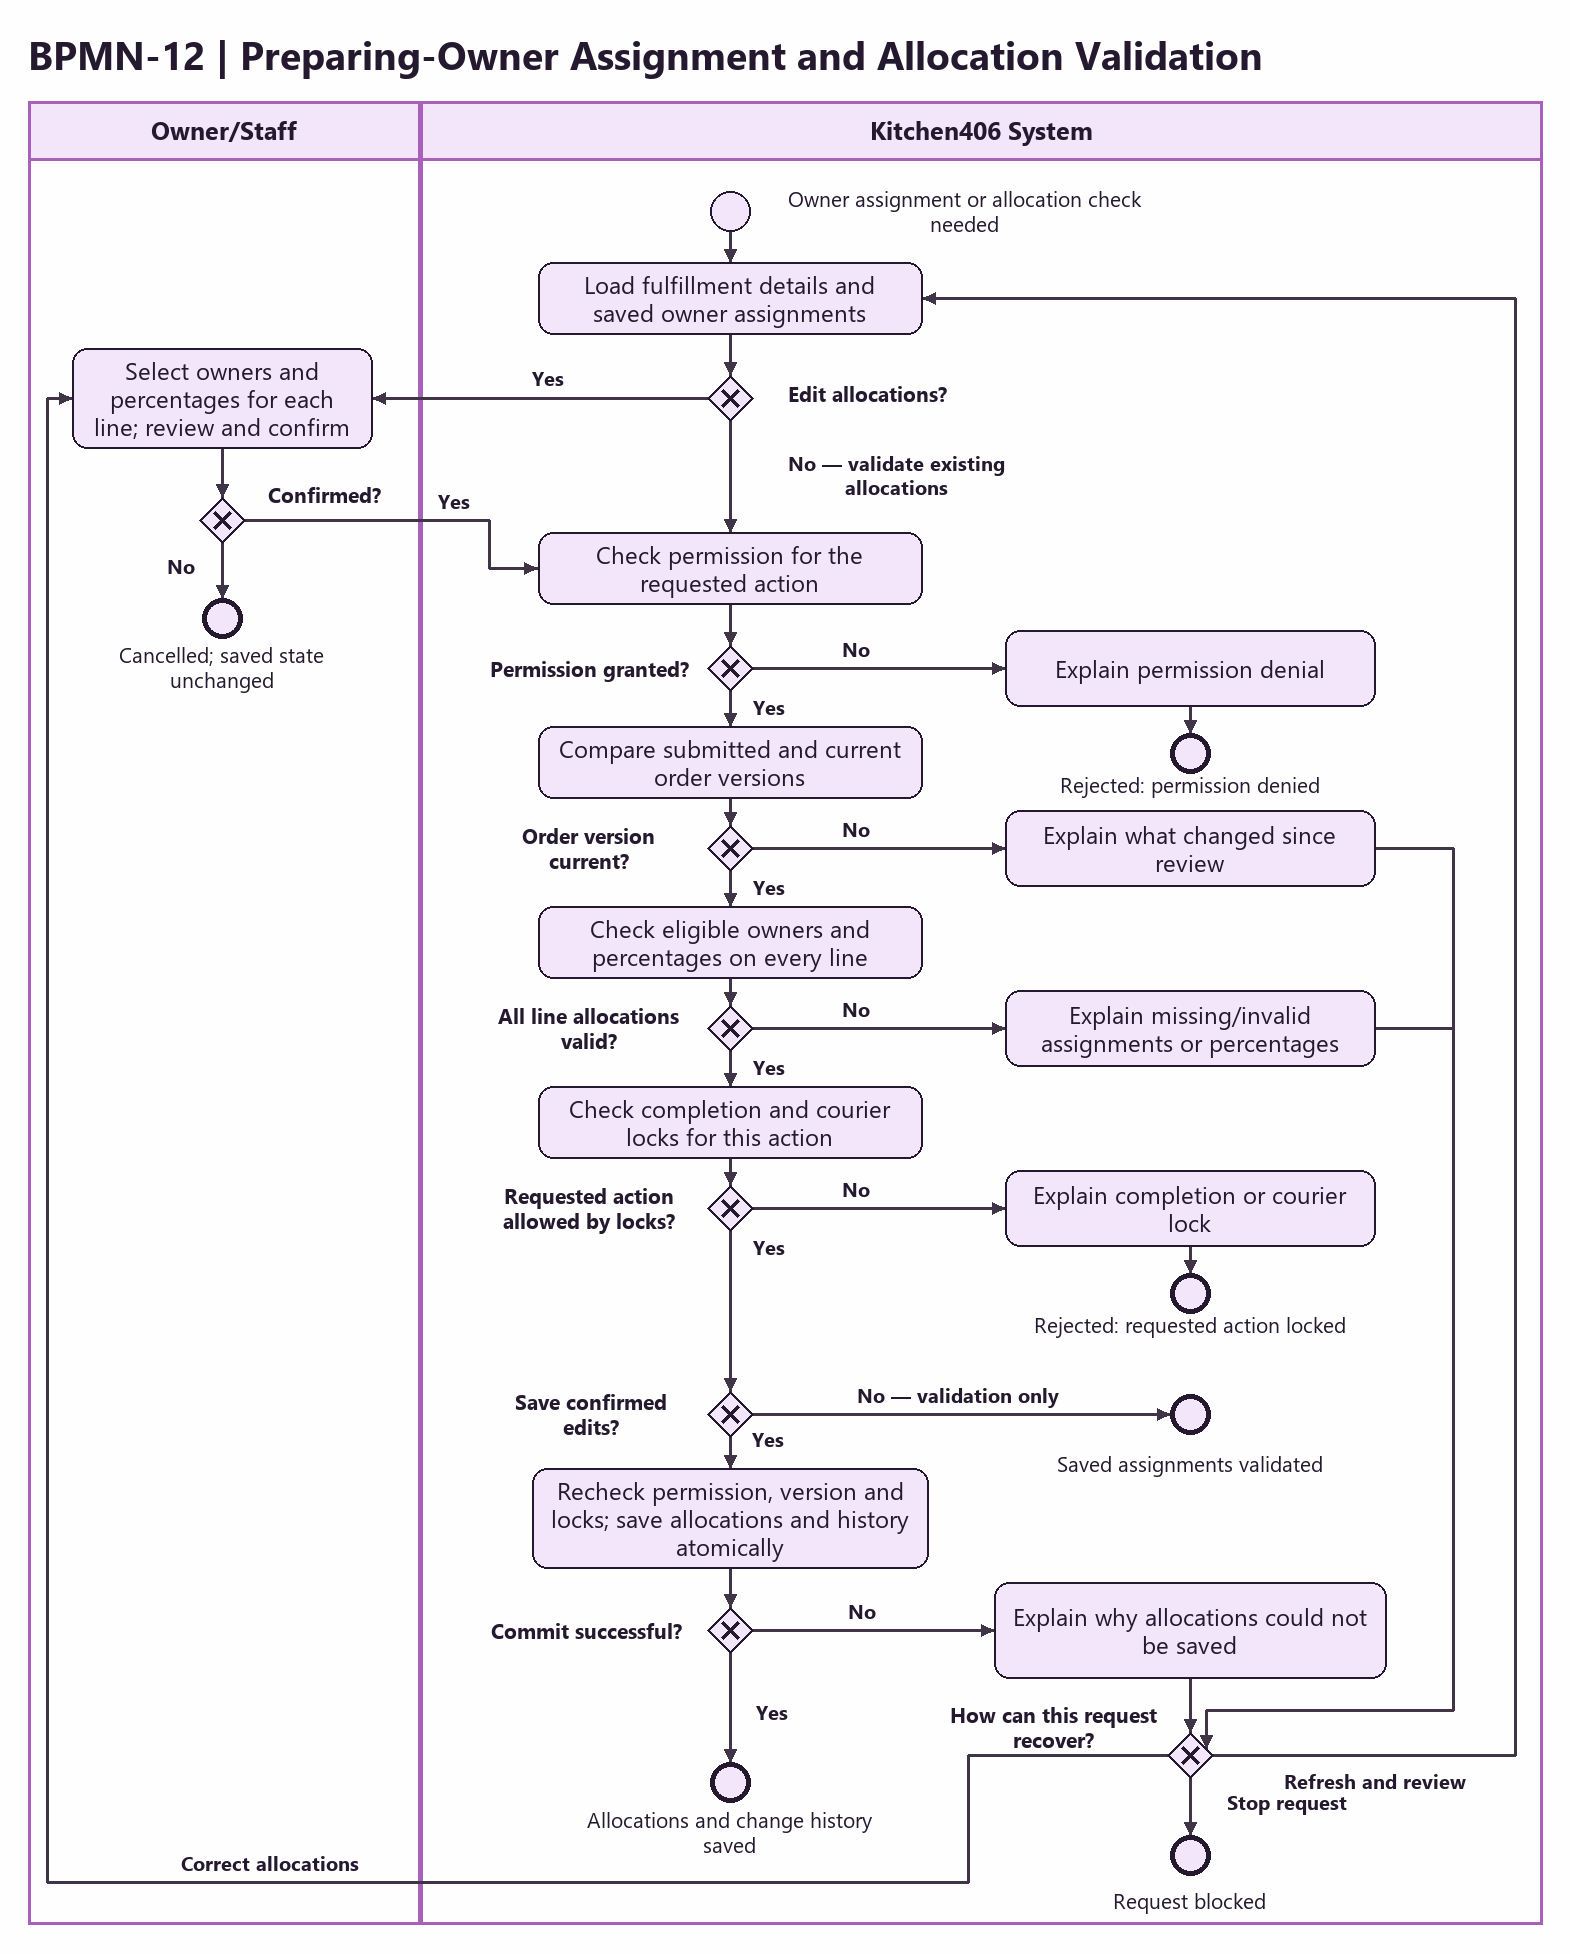 BPMN-12 | Preparing-Owner Assignment and Allocation Validation
Owner/Staff
Kitchen406 System
Owner assignment or allocation check
needed
Load fulfillment details and
saved owner assignments
Select owners and
percentages for each
line; review and confirm
Yes
Edit allocations?
No — validate existing
allocations
Confirmed?
Yes
No
Cancelled; saved state
unchanged
Check permission for the
requested action
Permission granted?
No
Explain permission denial
Yes
Rejected: permission denied
Compare submitted and current
order versions
Order version
current?
No
Explain what changed since
review
Yes
Check eligible owners and
percentages on every line
All line allocations
valid?
No
Explain missing/invalid
assignments or percentages
Yes
Check completion and courier
locks for this action
Requested action
allowed by locks?
No
Explain completion or courier
lock
Yes
Rejected: requested action locked
Save confirmed
edits?
No — validation only
Yes
Saved assignments validated
Recheck permission, version and
locks; save allocations and history
atomically
Commit successful?
No
Explain why allocations could not
be saved
Yes
How can this request
recover?
Refresh and review
Stop request
Allocations and change history
saved
Correct allocations
Request blocked